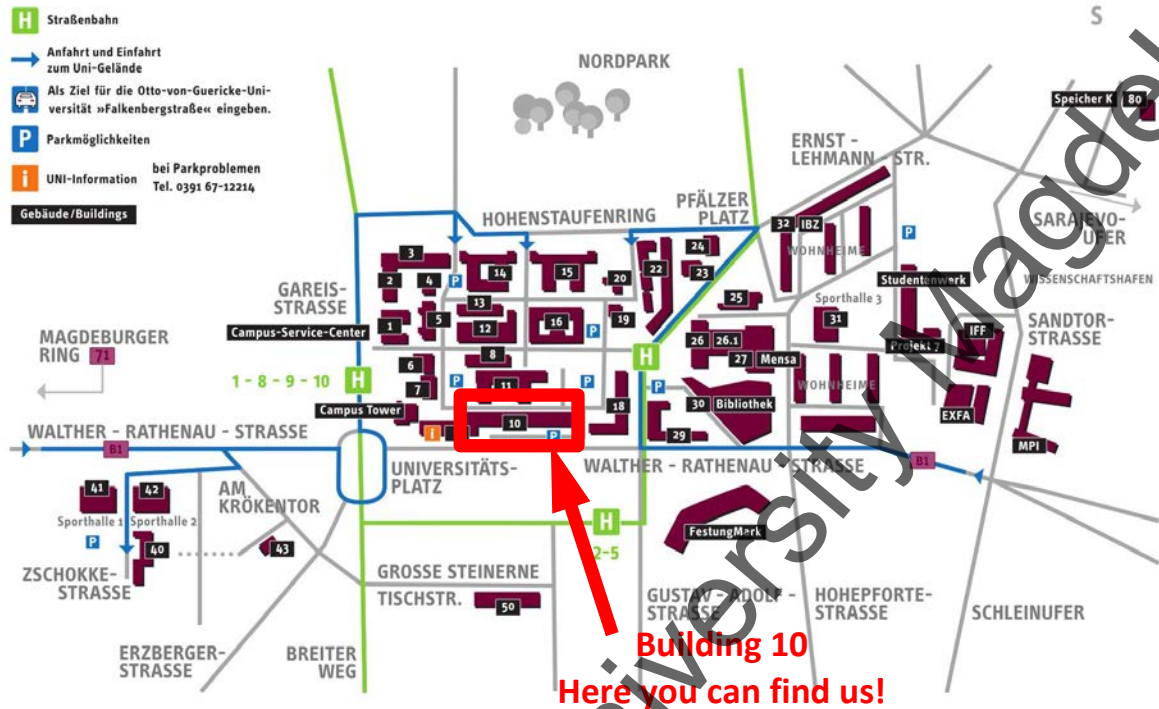 H Straßenbahn
Anfahrt und Einfahrt
zum Uni-Gelände
Als Ziel für die Otto-von-Guericke-Uni-
versität »Falkenbergstraße« eingeben.
P Parkmöglichkeiten
i UNI-Information
bei Parkproblemen
Tel. 0391 67-12214
Gebäude/Buildings
S
NORDPARK
Speicher K 80
ERNST -
LEHMANN - STR.
PFÄLZER
PLATZ
HOHENSTAUFENRING
SARAJEVO-
UFER
WISSENSCHAFTSHAFEN
32 IBZ
WOHNHEIME
P
3
14
15
24
22
23
2
4
P
20
Studentenwerk
GAREIS-
STRASSE
13
25
Sporthalle 3
SANDTOR-
STRASSE
Campus-Service-Center
1
5
12
16
P
19
31
26
26.1
IFF
Projekt 7
MAGDEBURGER
RING
71
6
8
H
27 Mensa
1 - 8 - 9 - 10 H
7
P
11
P
P
WOHNHEIME
30 Bibliothek
Campus Tower
18
EXFA
10
P
29
i
MPI
WALTHER - RATHENAU - STRASSE
B1
UNIVERSITÄTS-
PLATZ
WALTHER - RATHENAU - STRASSE
B1
41
42
Sporthalle 1
Sporthalle 2
AM
KRÖKENTOR
P
40
43
H
2-5
FestungMark
ZSCHOKKE-
STRASSE
GROSSE STEINERNE
TISCHSTR.
50
GUSTAV - ADOLF -
STRASSE
HOHEPFORTE-
STRASSE
SCHLEINUFER
ERZBERGER-
STRASSE
BREITER
WEG
Building 10
Here you can find us!
University Magde